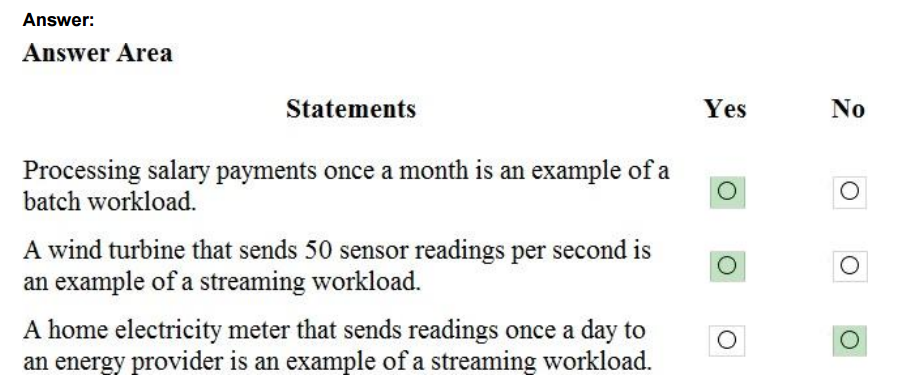 Answer:
Answer Area
Statements Yes No
Processing salary payments once a month is an example of a
batch workload.
A wind turbine that sends 50 sensor readings per second is
an example of a streaming workload.
A home electricity meter that sends readings once a day to
an energy provider is an example of a streaming workload.